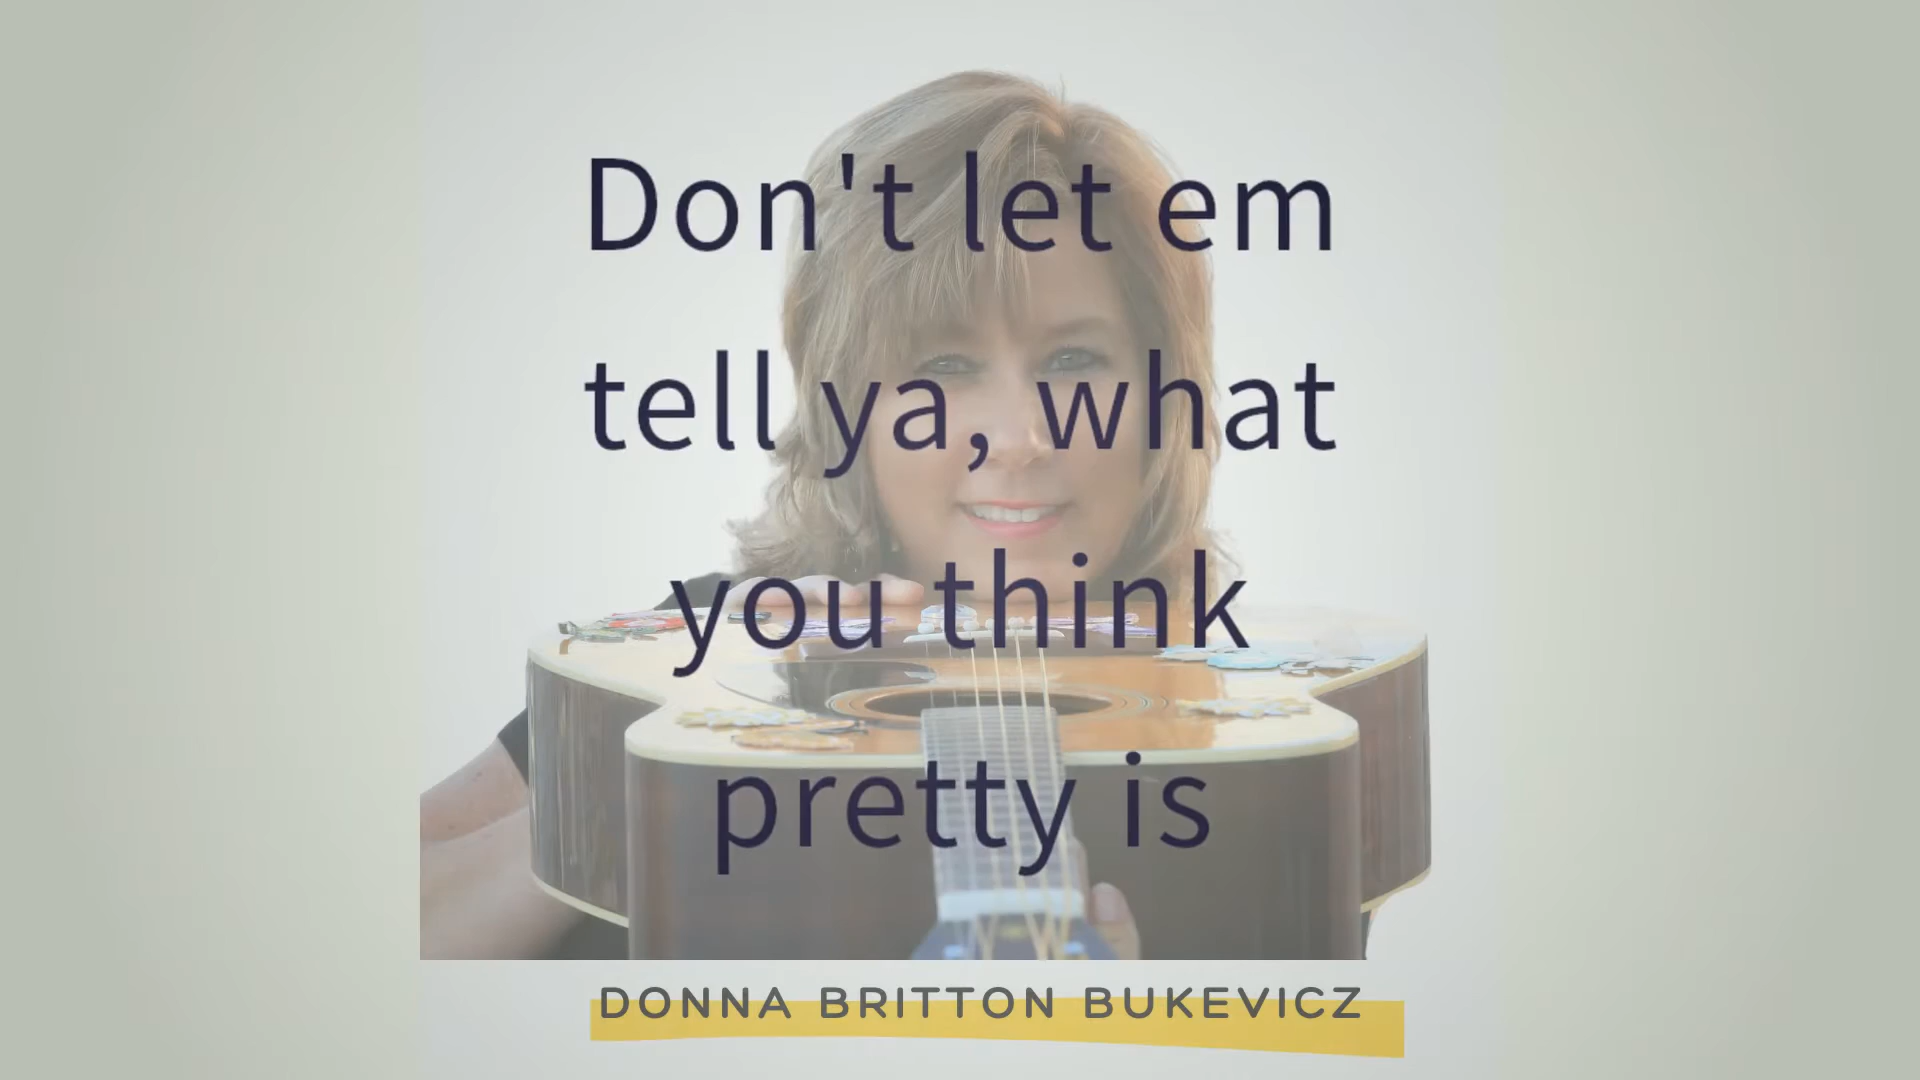 Don't let em
tell ya, what
you think
pretty is
DONNA BRITTON BUKEVICZ